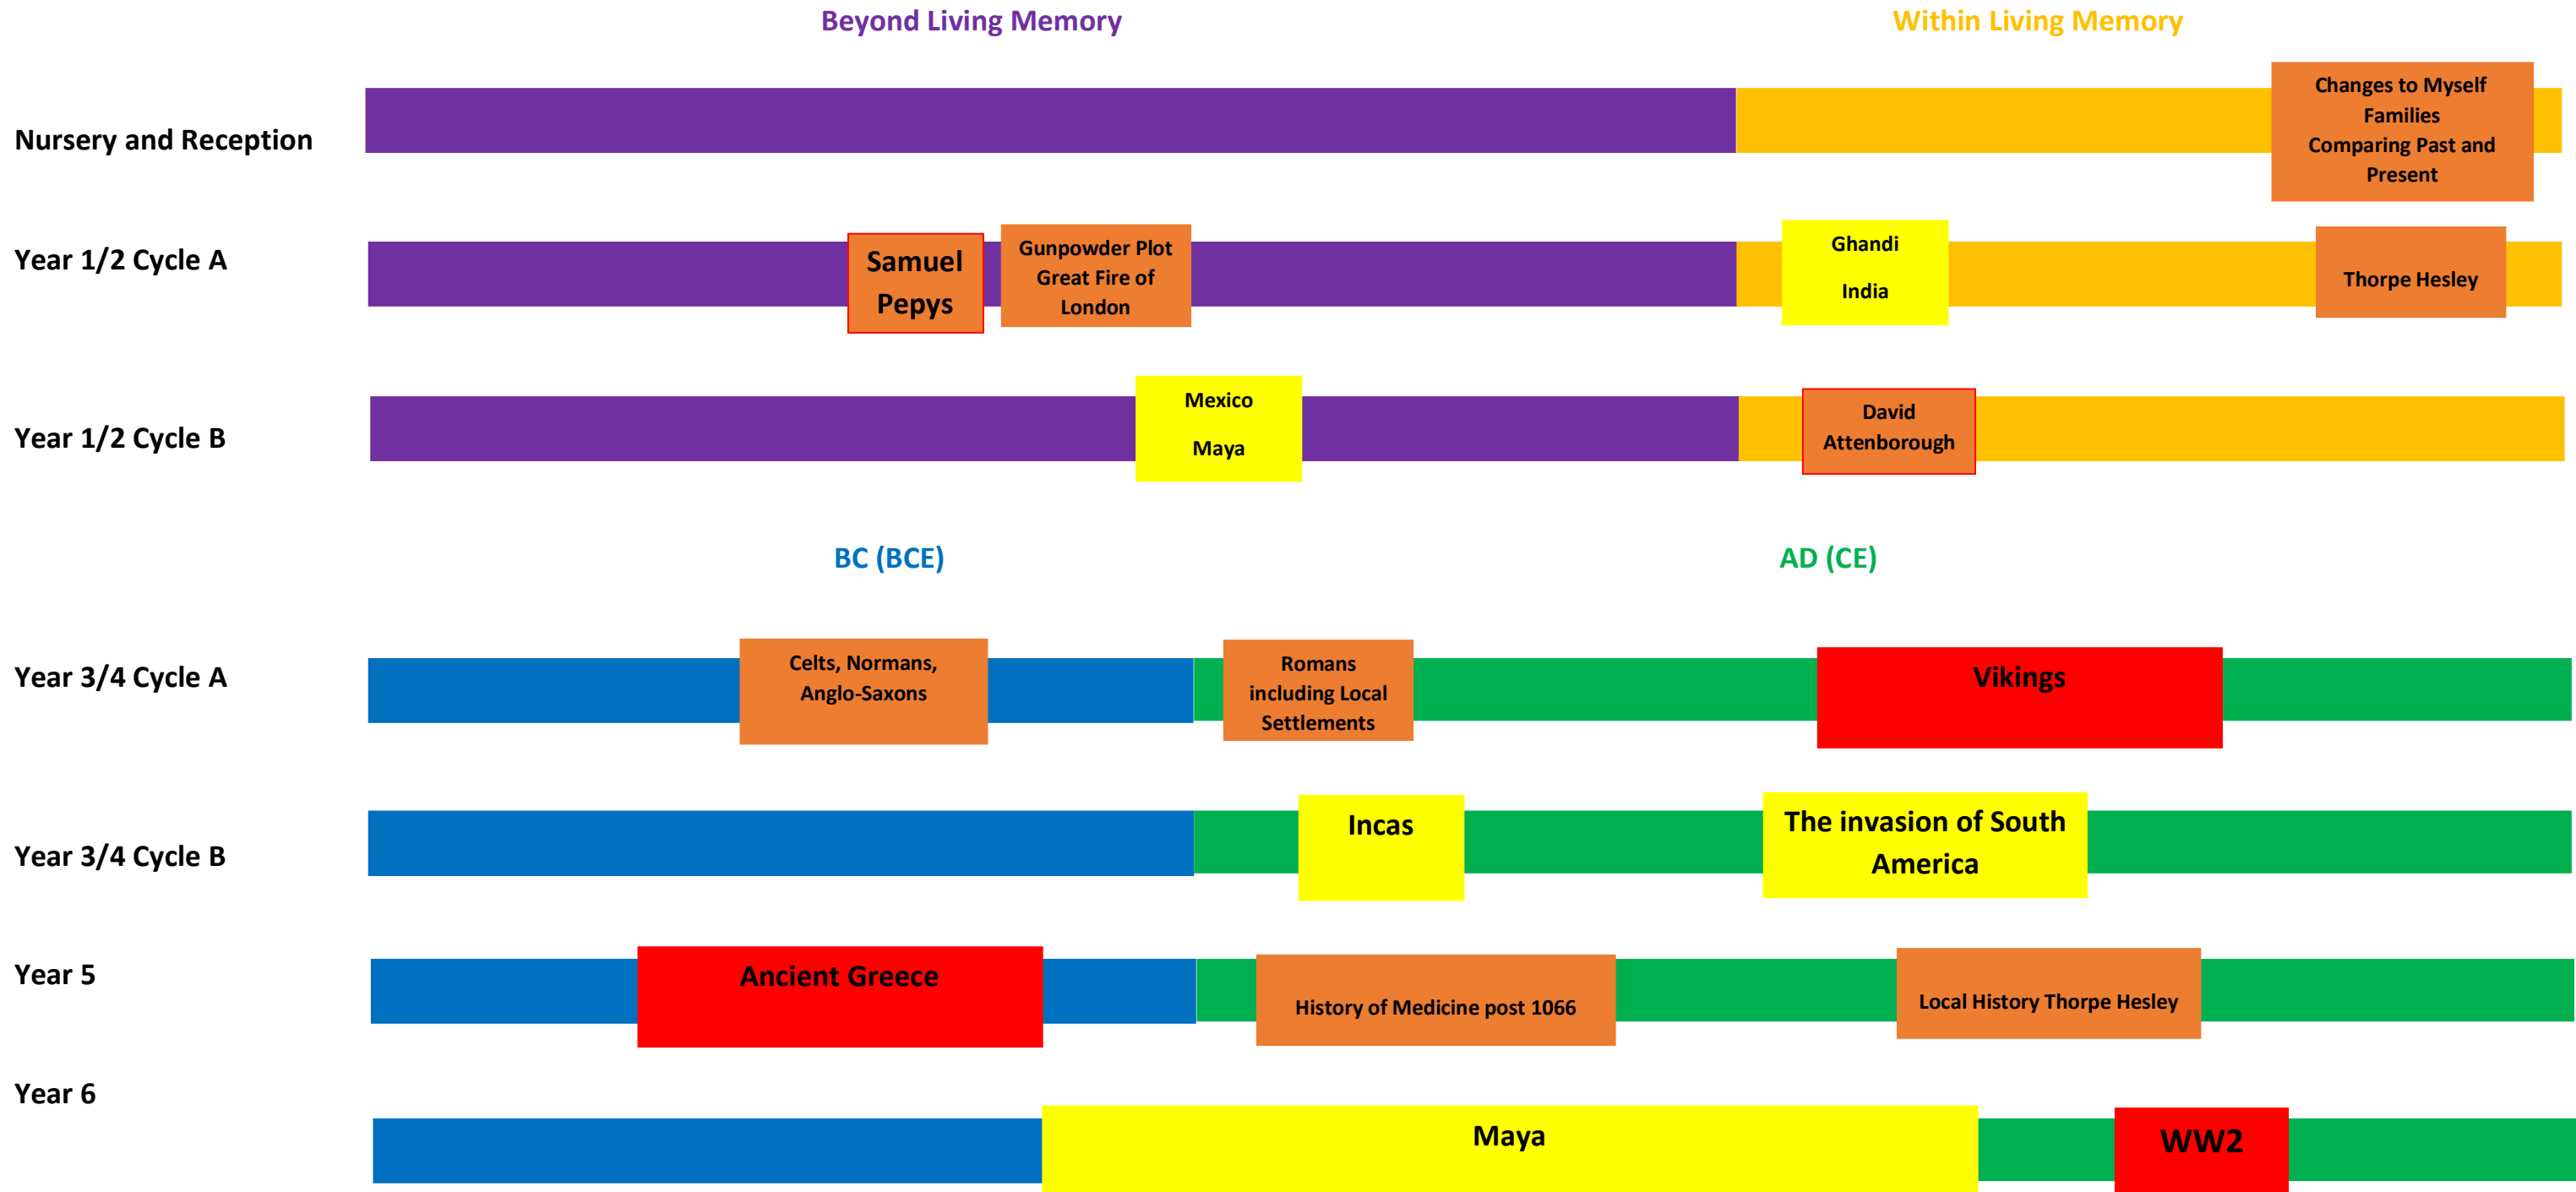 Beyond Living Memory
Within Living Memory
Nursery and Reception
Changes to Myself
Families
Comparing Past and
Present
Year 1/2 Cycle A
Samuel
Pepys
Gunpowder Plot
Great Fire of
London
Ghandi
India
Thorpe Hesley
Year 1/2 Cycle B
Mexico
Maya
David
Attenborough
BC (BCE)
AD (CE)
Year 3/4 Cycle A
Celts, Normans,
Anglo-Saxons
Romans
including Local
Settlements
Vikings
Year 3/4 Cycle B
Incas
The invasion of South
America
Year 5
Ancient Greece
History of Medicine post 1066
Local History Thorpe Hesley
Year 6
Maya
WW2